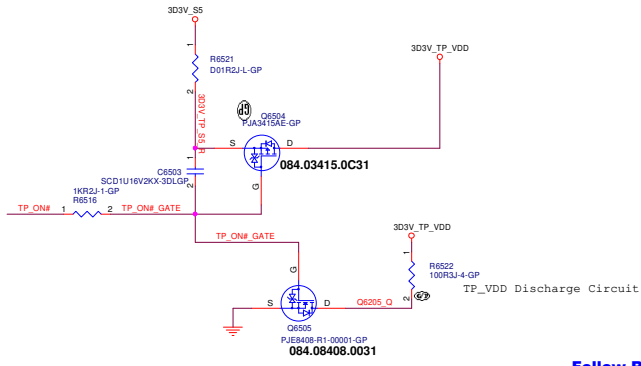 3D3V_S5
1
R6521
D01R2J-L-GP
2
3D3V_TP_S5_R
3D3V_TP_VDD
Q6504
PJA3415AE-GP
S
D
G
084.03415.0C31
1
C6503
SCD1U16V2KX-3DLGP
2
1KR2J-1-GP
R6516
TP_ON#
1
2
TP_ON#_GATE
TP_ON#_GATE
3D3V_TP_VDD
1
R6522
100R3J-4-GP
2
TP_VDD Discharge Circuit
G
S
D
Q6205_Q
Q6505
PJE8408-R1-00001-GP
084.08408.0031